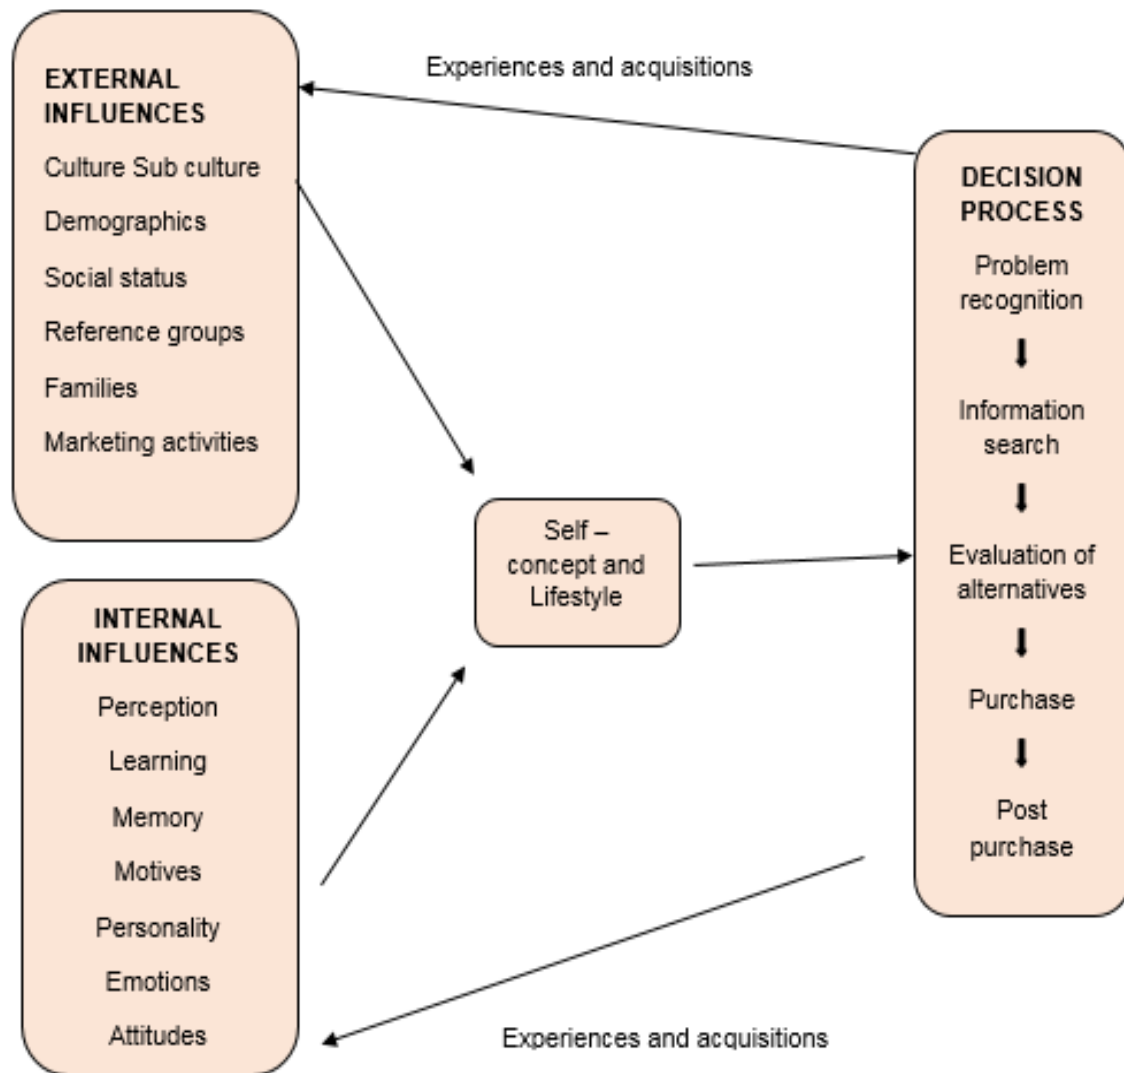 EXTERNAL
INFLUENCES
Culture Sub culture
Demographics
Social status
Reference groups
Families
Marketing activities
Experiences and acquisitions
DECISION
PROCESS
Problem
recognition
Information
search
Evaluation of
alternatives
Purchase
Post
purchase
Self –
concept and
Lifestyle
INTERNAL
INFLUENCES
Perception
Learning
Memory
Motives
Personality
Emotions
Attitudes
Experiences and acquisitions